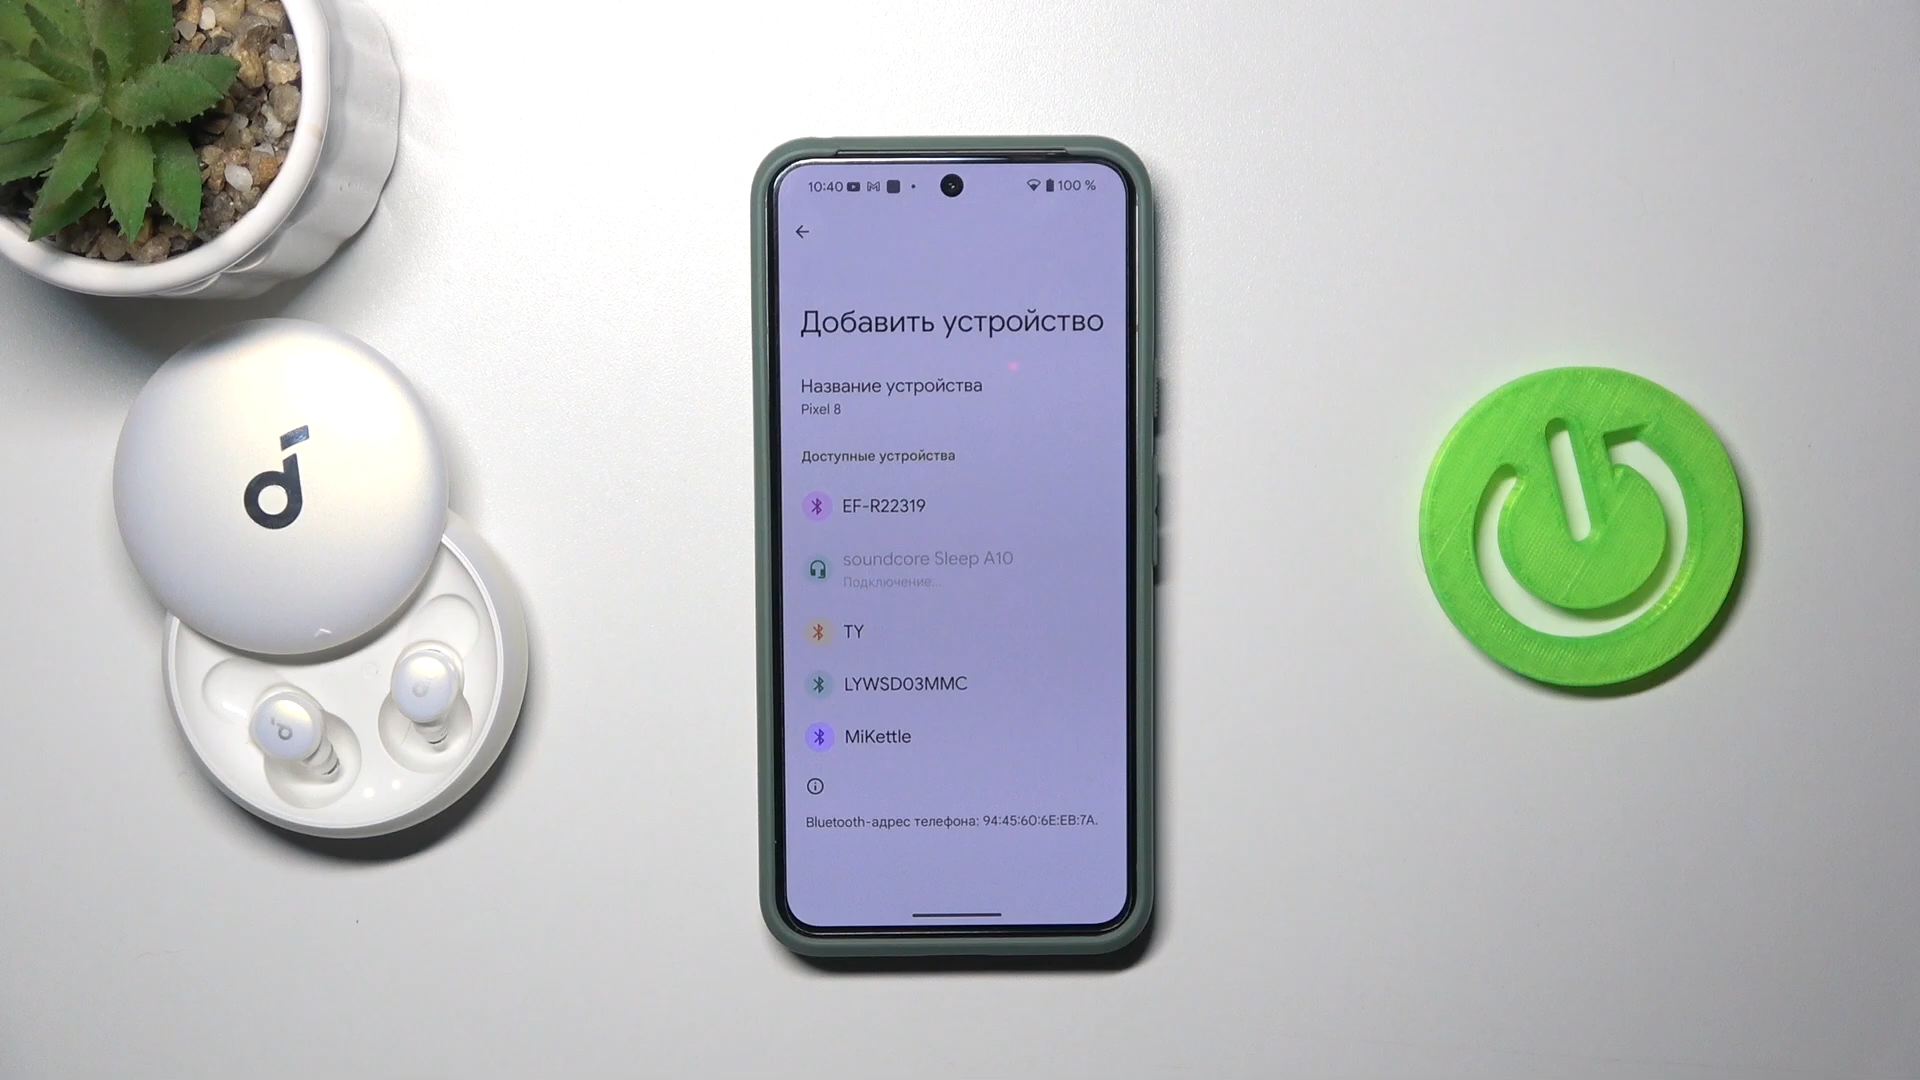 10:40
100 %
Добавить устройство
Название устройства
Pixel 8
Доступные устройства
EF-R22319
soundcore Sleep A10
Подключение...
TY
LYWSD03MMC
MiKettle
Bluetooth-адрес телефона: 94:45:60:6E:EB:7A.